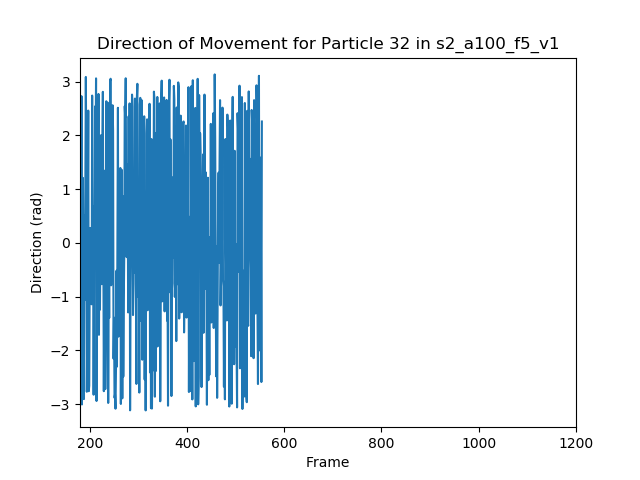 Direction of Movement for Particle 32 in s2_a100_f5_v1
3
2
1
0
−1
−2
−3
Direction (rad)
200 400 600 800 1000 1200
Frame